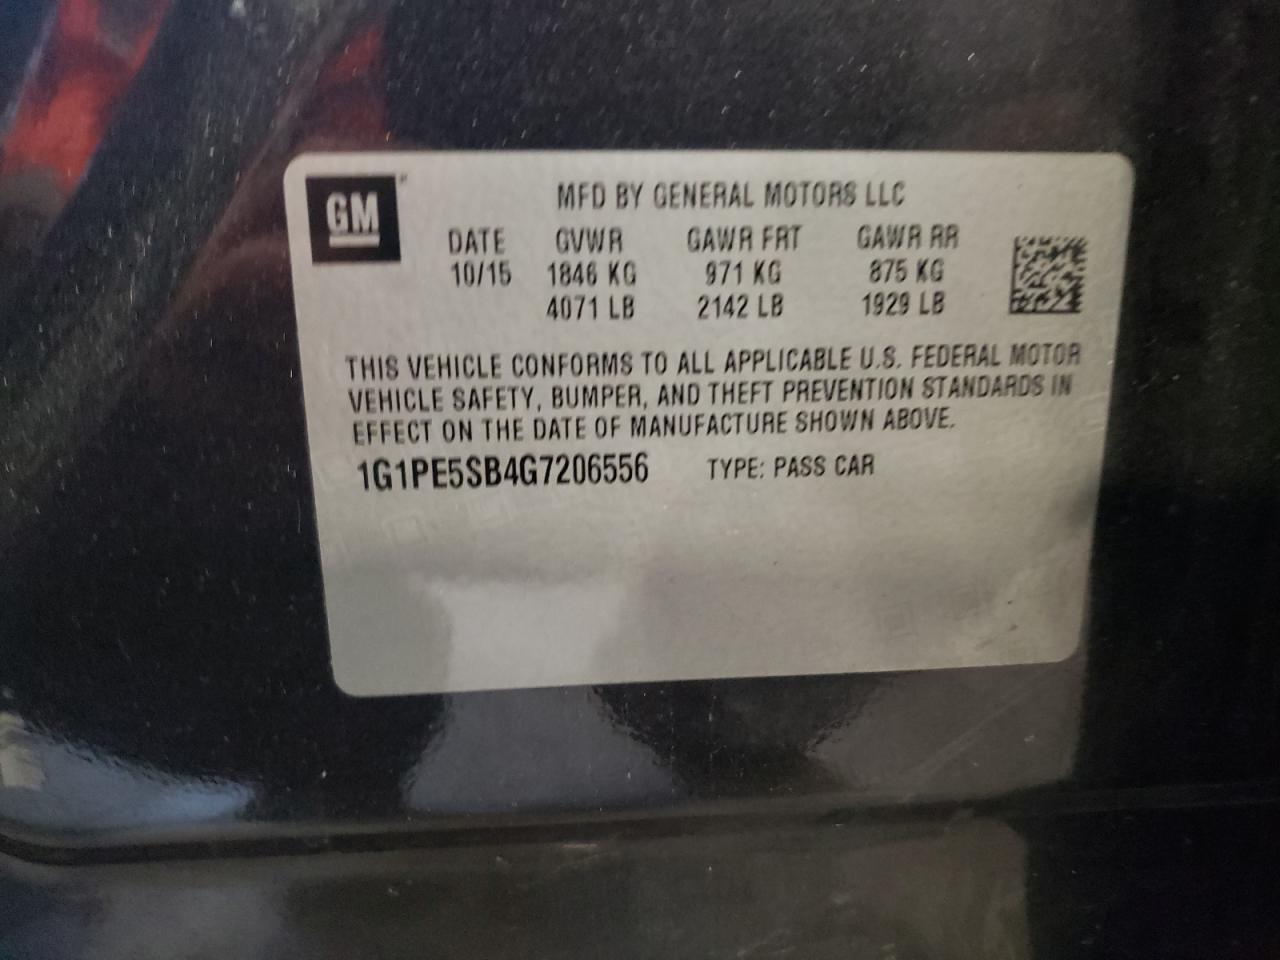 GM
MFD BY GENERAL MOTORS LLC
DATE GVWR GAWR FRT GAWR RR
10/15 1846 KG 971 KG 875 KG
4071 LB 2142 LB 1929 LB
THIS VEHICLE CONFORMS TO ALL APPLICABLE U.S. FEDERAL MOTOR
VEHICLE SAFETY, BUMPER, AND THEFT PREVENTION STANDARDS IN
EFFECT ON THE DATE OF MANUFACTURE SHOWN ABOVE.
1G1PE5SB4G7206556 TYPE: PASS CAR